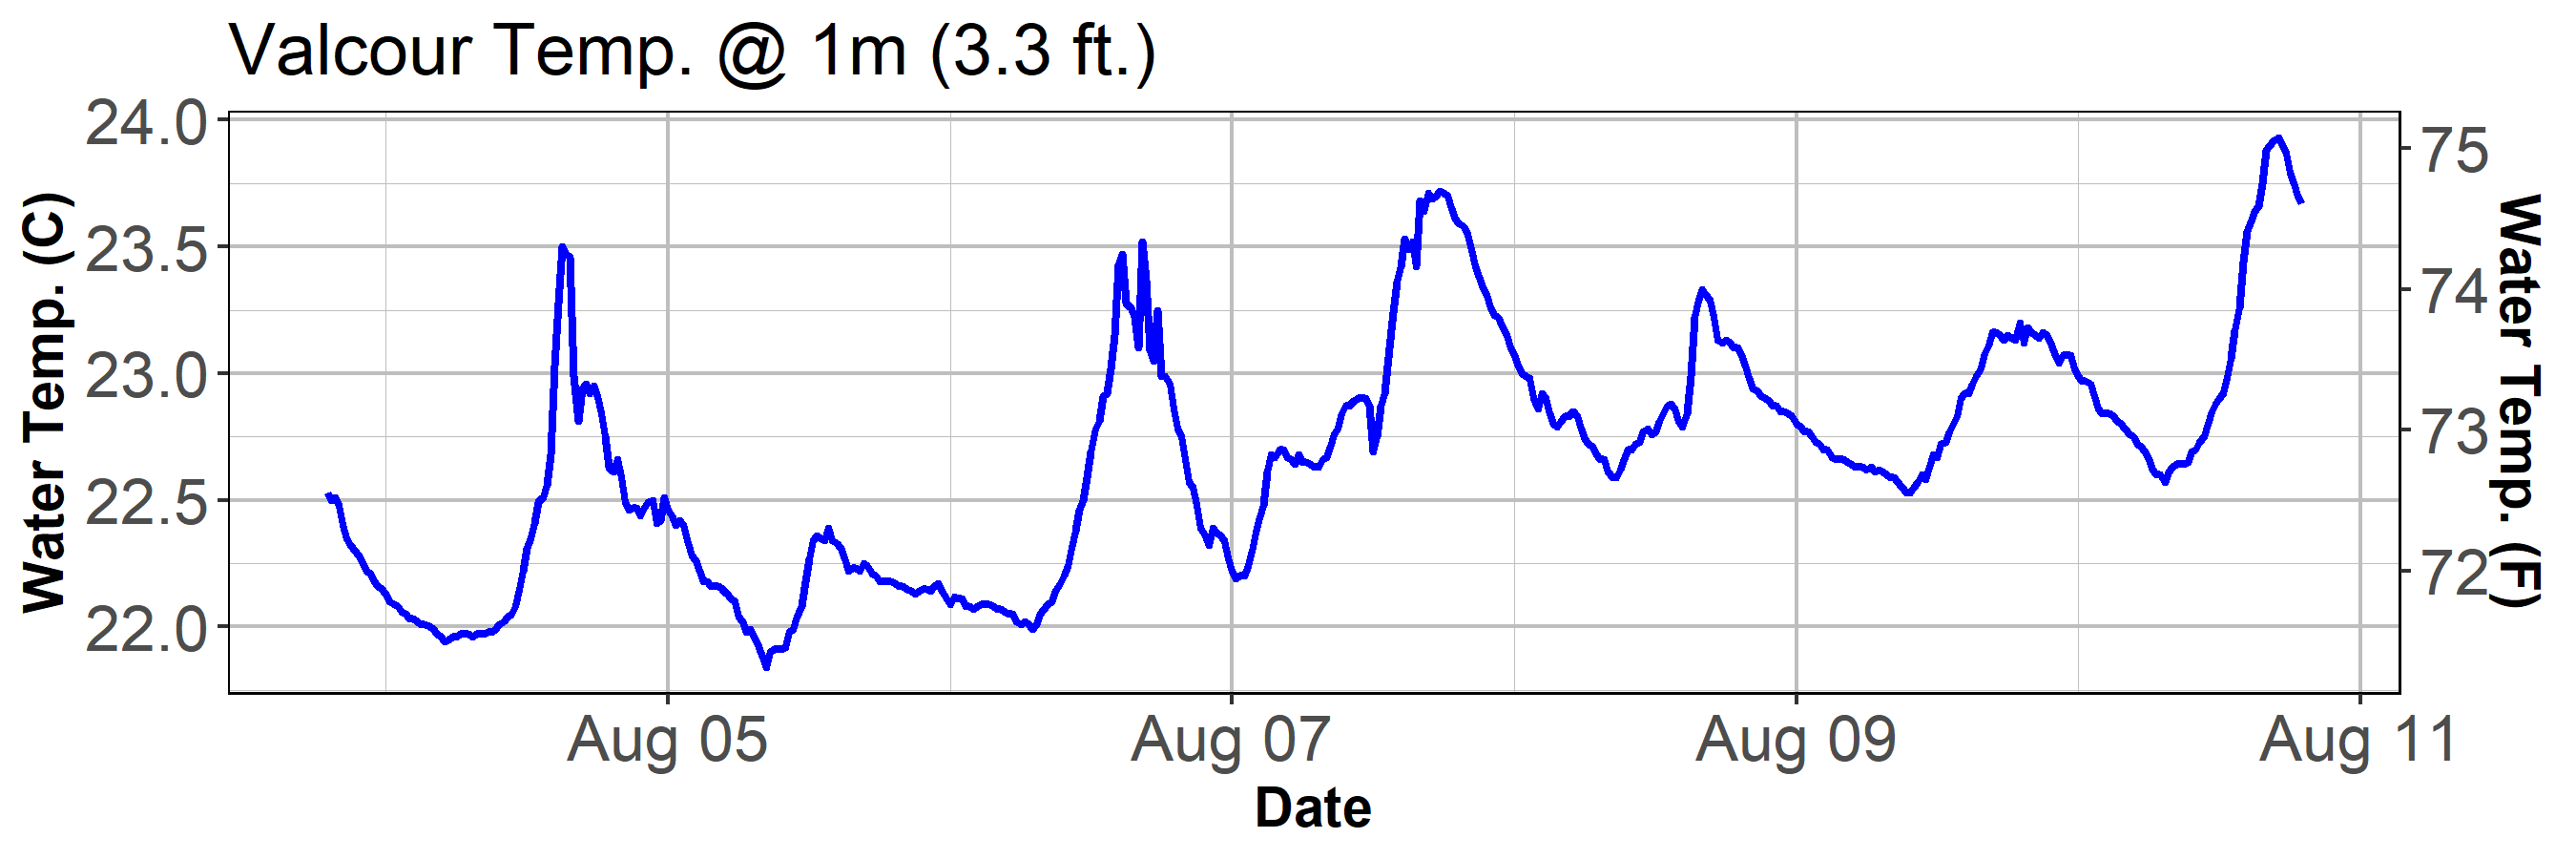 Valcour Temp. @ 1m (3.3 ft.)
Water Temp. (C)
24.0
23.5
23.0
22.5
22.0
75
74
73
72
Water Temp. (F)
Aug 05
Aug 07
Aug 09
Aug 11
Date